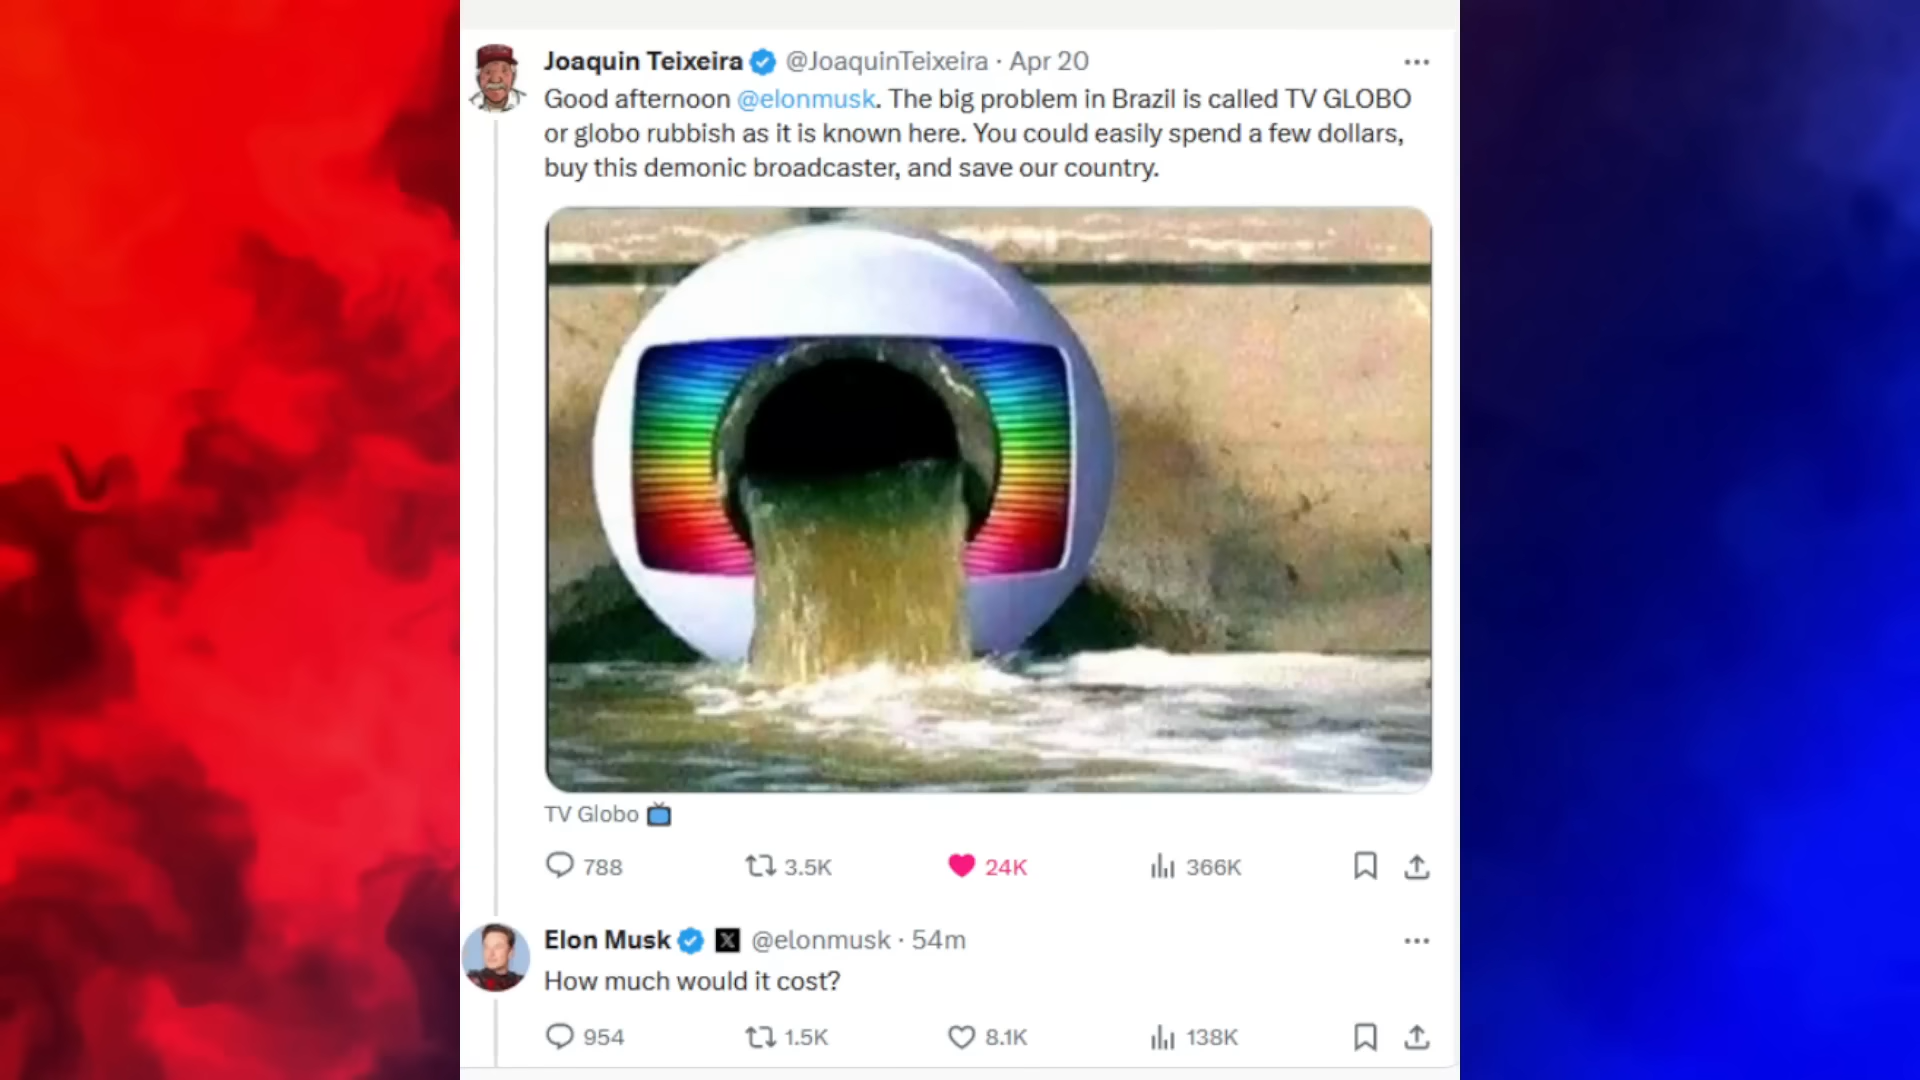 Joaquin Teixeira @JoaquinTeixeira · Apr 20
Good afternoon @elonmusk. The big problem in Brazil is called TV GLOBO
or globo rubbish as it is known here. You could easily spend a few dollars,
buy this demonic broadcaster, and save our country.
TV Globo
788 3.5K 24K 366K
Elon Musk X @elonmusk · 54m
How much would it cost?
954 1.5K 8.1K 138K